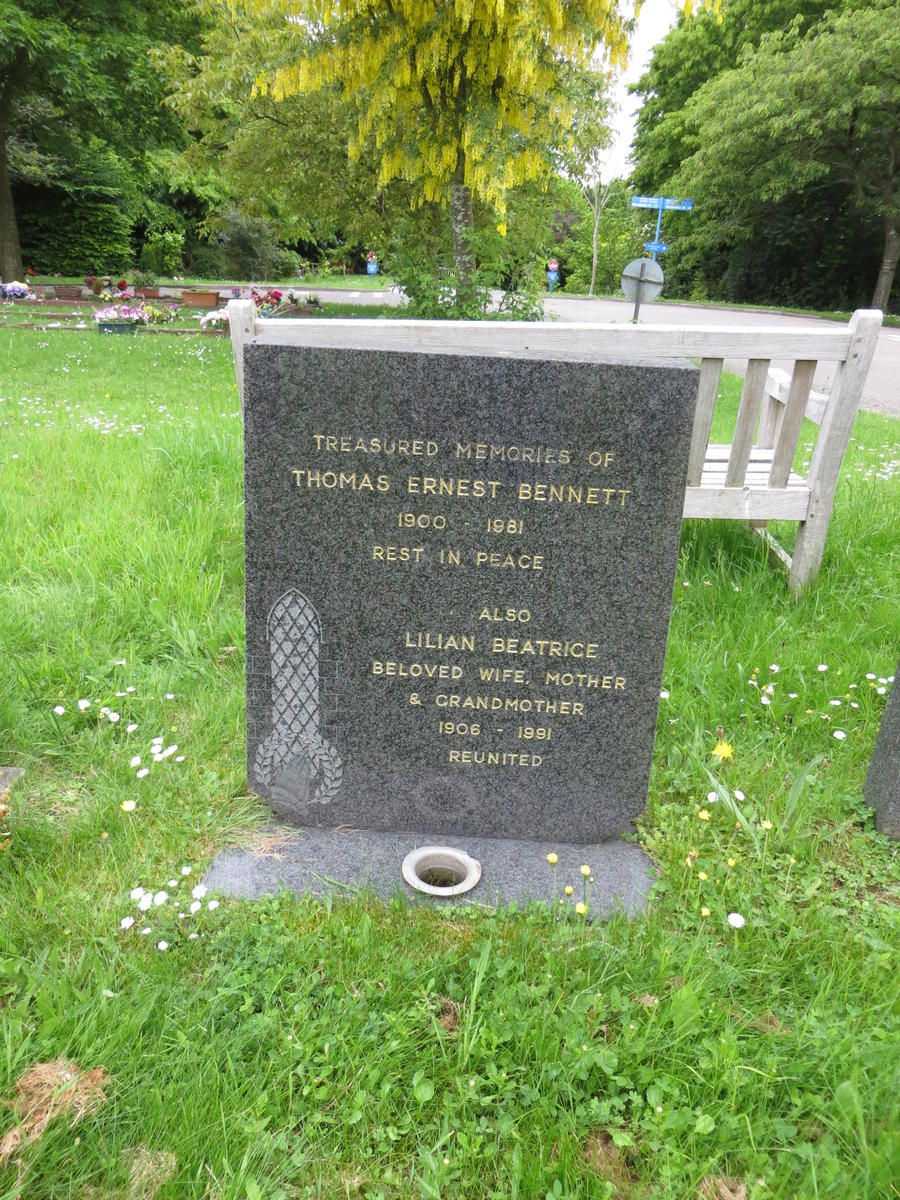 TREASURED MEMORIES OF
THOMAS ERNEST BENNETT
1900 - 1981
REST IN PEACE
ALSO
LILIAN BEATRICE
BELOVED WIFE, MOTHER
& GRANDMOTHER
1906 - 1991
REUNITED